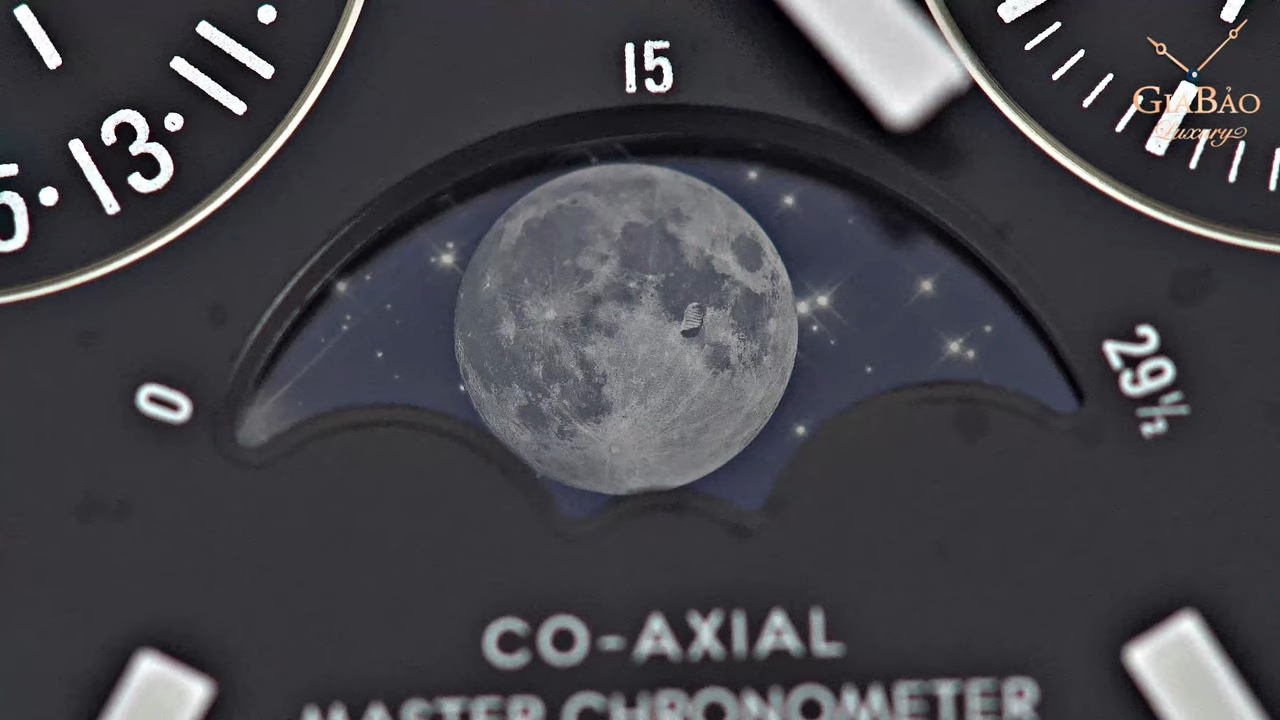 11
13
15
GIABẢO
Luxury
0
29½
CO-AXIAL
MASTER CHRONOMETER